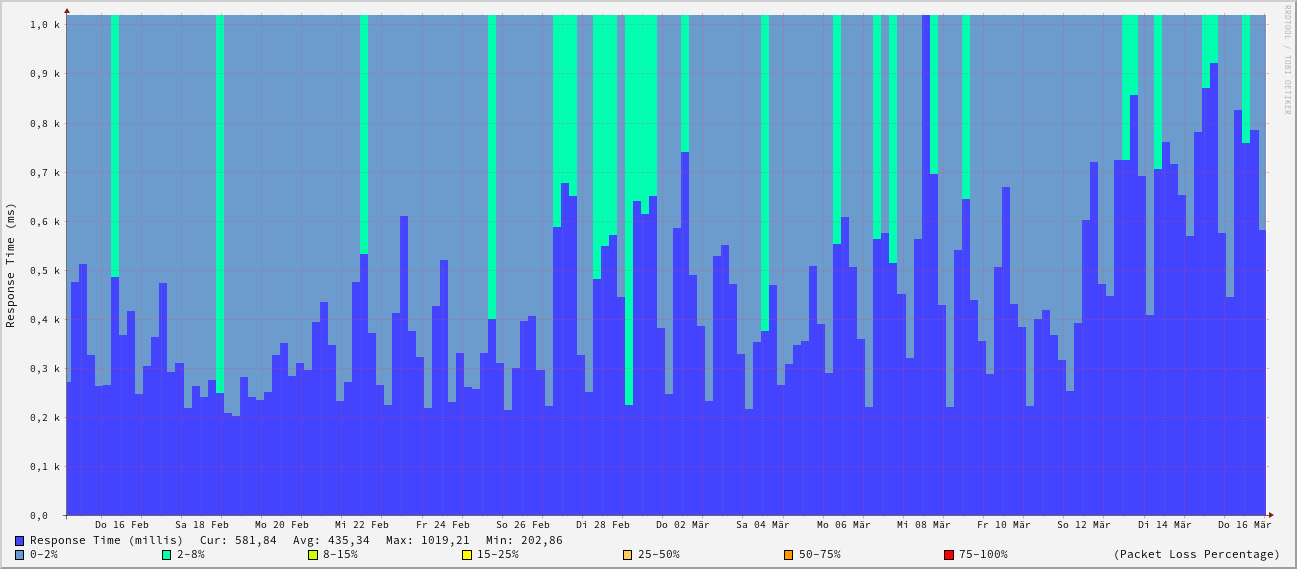 RRDTOOL / TOBI OETIKER
Response Time (ms)
1,0 k
0,9 k
0,8 k
0,7 k
0,6 k
0,5 k
0,4 k
0,3 k
0,2 k
0,1 k
0,0
Do 16 Feb Sa 18 Feb Mo 20 Feb Mi 22 Feb Fr 24 Feb So 26 Feb Di 28 Feb Do 02 Mär Sa 04 Mär Mo 06 Mär Mi 08 Mär Fr 10 Mär So 12 Mär Di 14 Mär Do 16 Mär
Response Time (millis) Cur: 581,84 Avg: 435,34 Max: 1019,21 Min: 202,86
0-2% 2-8% 8-15% 15-25% 25-50% 50-75% 75-100% (Packet Loss Percentage)